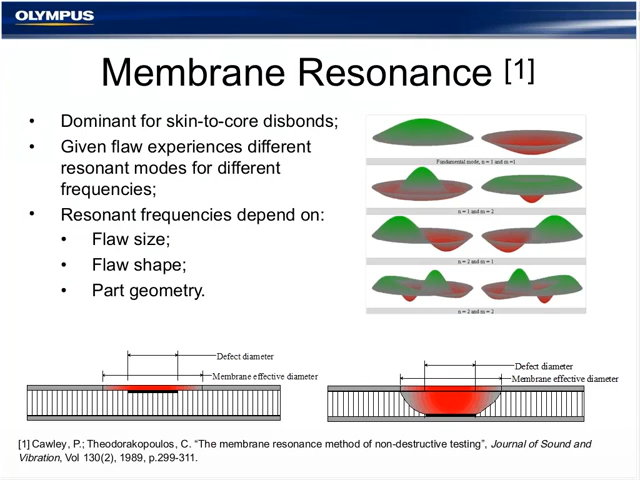 OLYMPUS
Membrane Resonance [1]
• Dominant for skin-to-core disbonds;
• Given flaw experiences different
resonant modes for different
frequencies;
• Resonant frequencies depend on:
• Flaw size;
• Flaw shape;
• Part geometry.
Fundamental mode, n = 1 and m =1
n = 1 and m = 2
n = 2 and m = 1
n = 2 and m = 2
Defect diameter
Membrane effective diameter
Defect diameter
Membrane effective diameter
[1] Cawley, P.; Theodorakopoulos, C. “The membrane resonance method of non-destructive testing”, Journal of Sound and
Vibration, Vol 130(2), 1989, p.299-311.